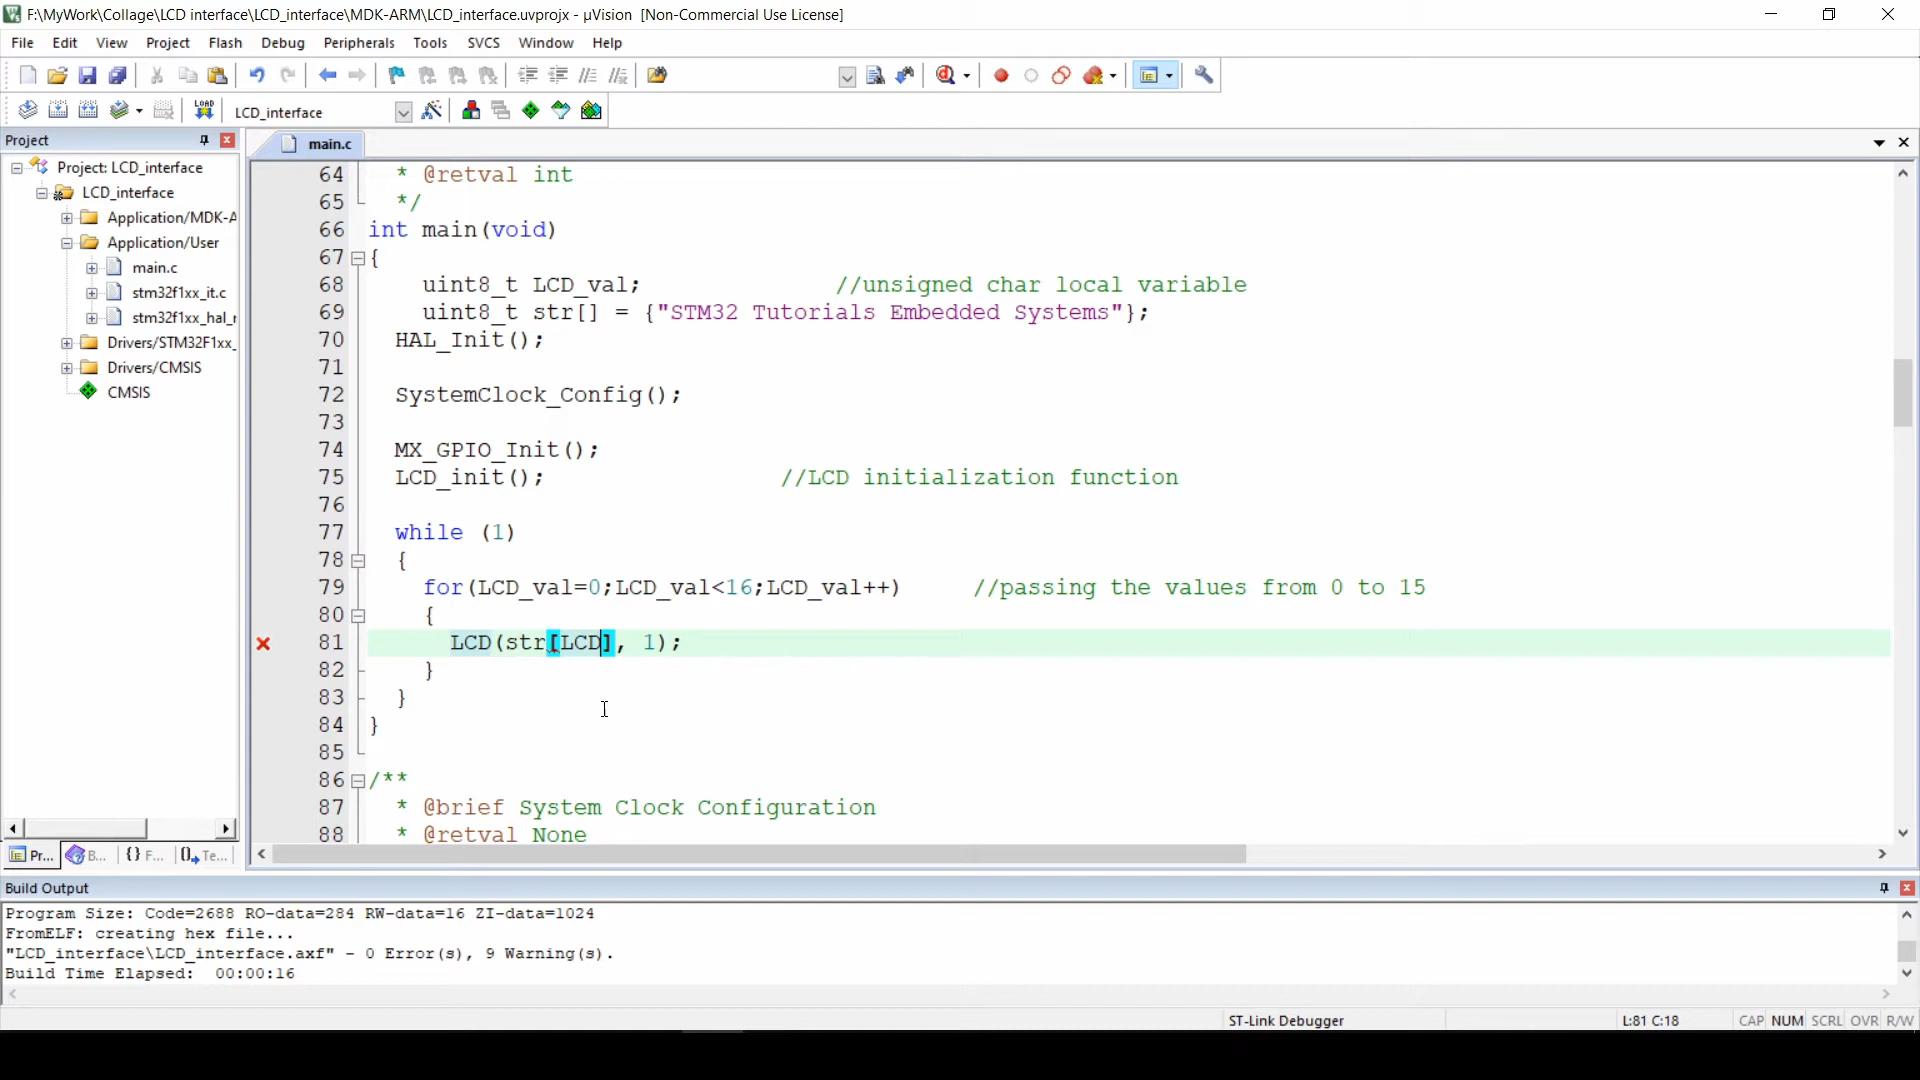 F:\MyWork\Collage\LCD interface\LCD_interface\MDK-ARM\LCD_interface.uvprojx - µVision [Non-Commercial Use License]
File Edit View Project Flash Debug Peripherals Tools SVCS Window Help
LOAD LCD_interface
Project
main.c
Project: LCD_interface
LCD_interface
Application/MDK-A
Application/User
main.c
stm32f1xx_it.c
stm32f1xx_hal_
Drivers/STM32F1xx_
Drivers/CMSIS
CMSIS
Pr... B... {} F... Te...
64 * @retval int
65 */
66 int main(void)
67 {
68 uint8_t LCD_val; //unsigned char local variable
69 uint8_t str[] = {"STM32 Tutorials Embedded Systems"};
70 HAL_Init();
71
72 SystemClock_Config();
73
74 MX_GPIO_Init();
75 LCD_init(); //LCD initialization function
76
77 while (1)
78 {
79 for(LCD_val=0;LCD_val<16;LCD_val++) //passing the values from 0 to 15
80 {
81 LCD(str[LCD], 1);
82 }
83 }
84 }
85
86 /**
87 * @brief System Clock Configuration
88 * @retval None
Build Output
Program Size: Code=2688 RO-data=284 RW-data=16 ZI-data=1024
FromELF: creating hex file...
"LCD_interface\LCD_interface.axf" - 0 Error(s), 9 Warning(s).
Build Time Elapsed: 00:00:16
ST-Link Debugger L:81 C:18 CAP NUM SCRL OVR R/W